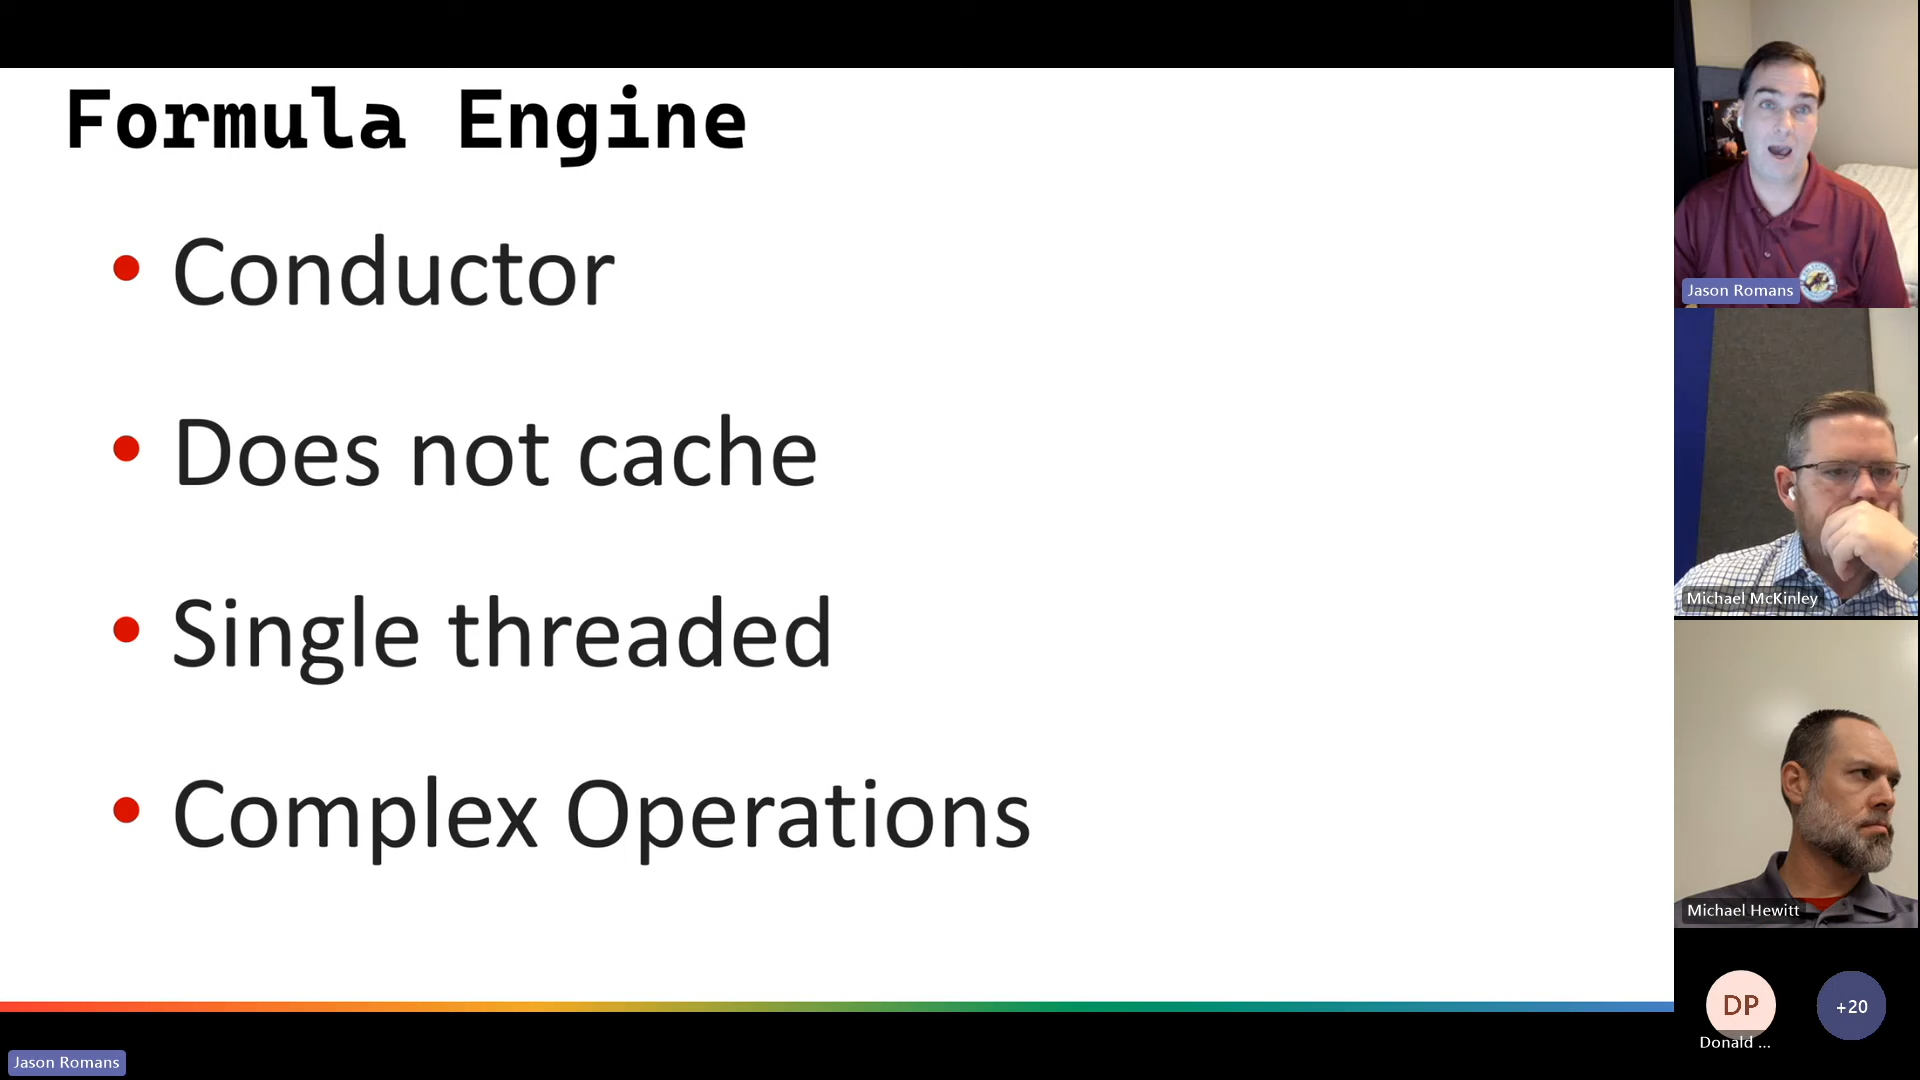 Formula Engine
• Conductor
• Does not cache
• Single threaded
• Complex Operations
Jason Romans
Jason Romans
Michael McKinley
Michael Hewitt
DP
Donald ...
+20